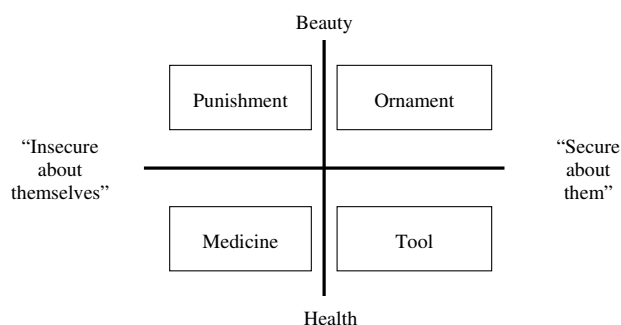 Beauty
Punishment
Ornament
“Insecure
about
themselves”
“Secure
about
them”
Medicine
Tool
Health